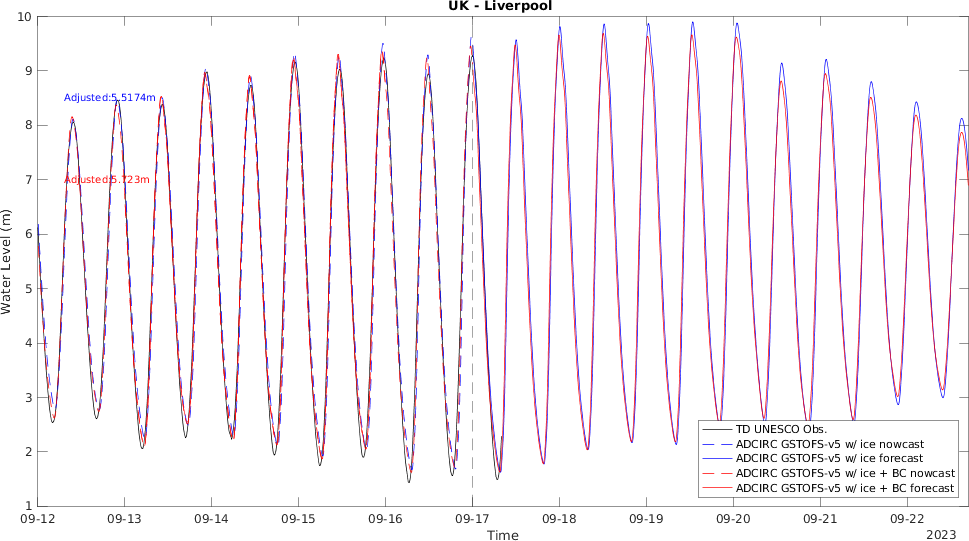 UK - Liverpool
10
9
8
7
6
5
4
3
2
1
Water Level (m)
Adjusted:5.5174m
Adjusted:5.723m
TD UNESCO Obs.
ADCIRC GSTOFS-v5 w/ ice nowcast
ADCIRC GSTOFS-v5 w/ ice forecast
ADCIRC GSTOFS-v5 w/ ice + BC nowcast
ADCIRC GSTOFS-v5 w/ ice + BC forecast
09-12 09-13 09-14 09-15 09-16 09-17 09-18 09-19 09-20 09-21 09-22
Time
2023